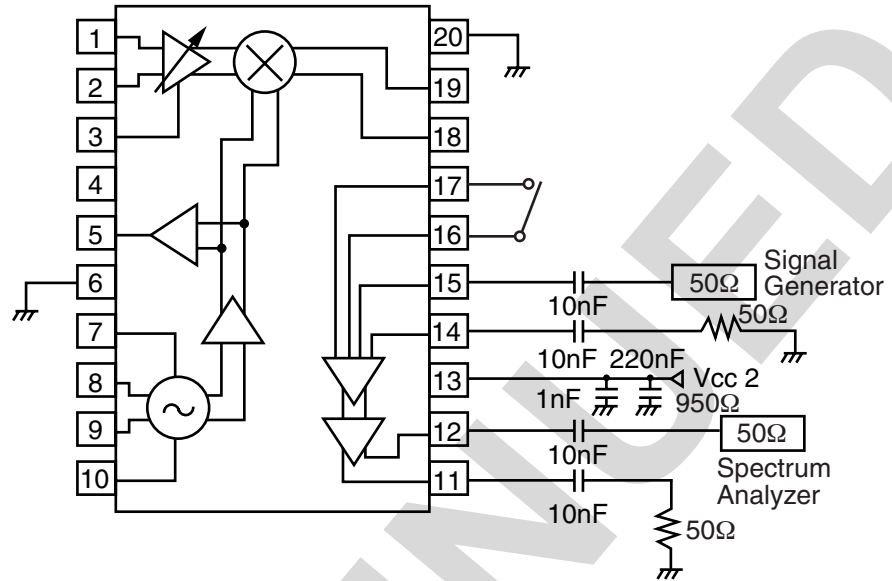 1
2
3
4
5
6
7
8
9
10
20
19
18
17
16
15
14
13
12
11
10nF
50Ω
Signal
Generator
10nF
50Ω
1nF
220nF
Vcc 2
950Ω
10nF
50Ω
Spectrum
Analyzer
10nF
50Ω
NUED